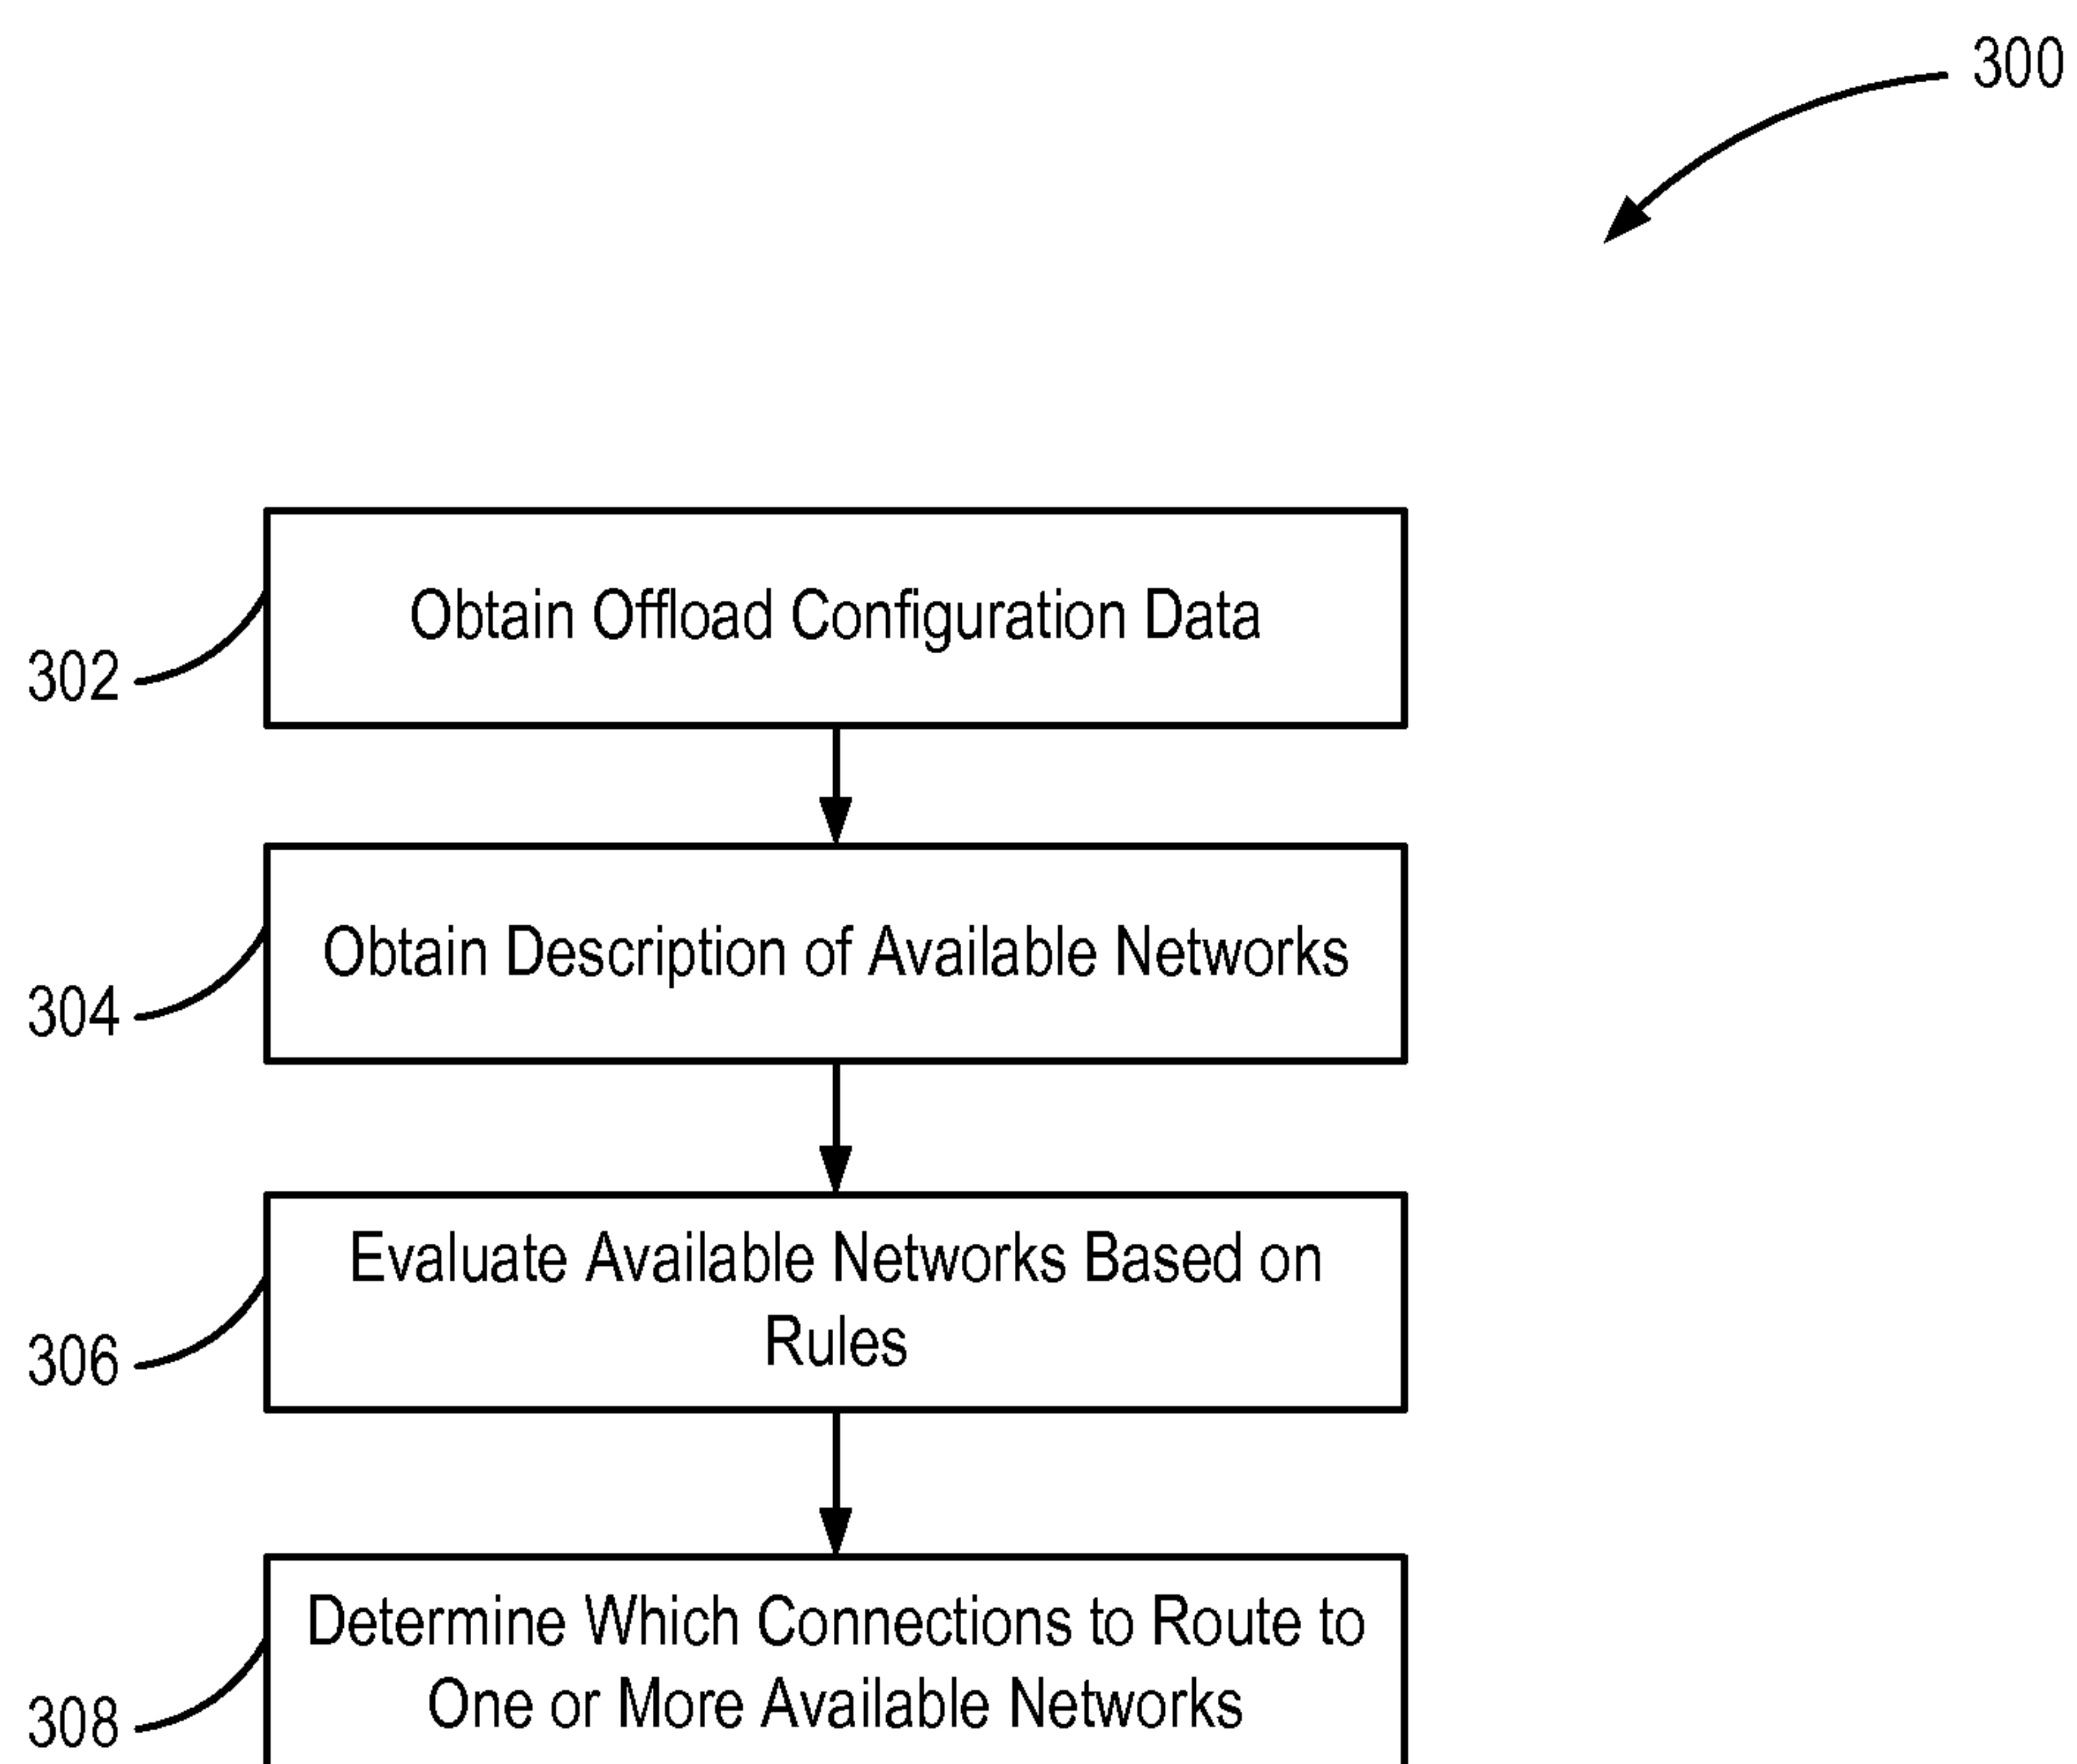 300
Obtain Offload Configuration Data
302
Obtain Description of Available Networks
304
Evaluate Available Networks Based on
Rules
306
Determine Which Connections to Route to
One or More Available Networks
308